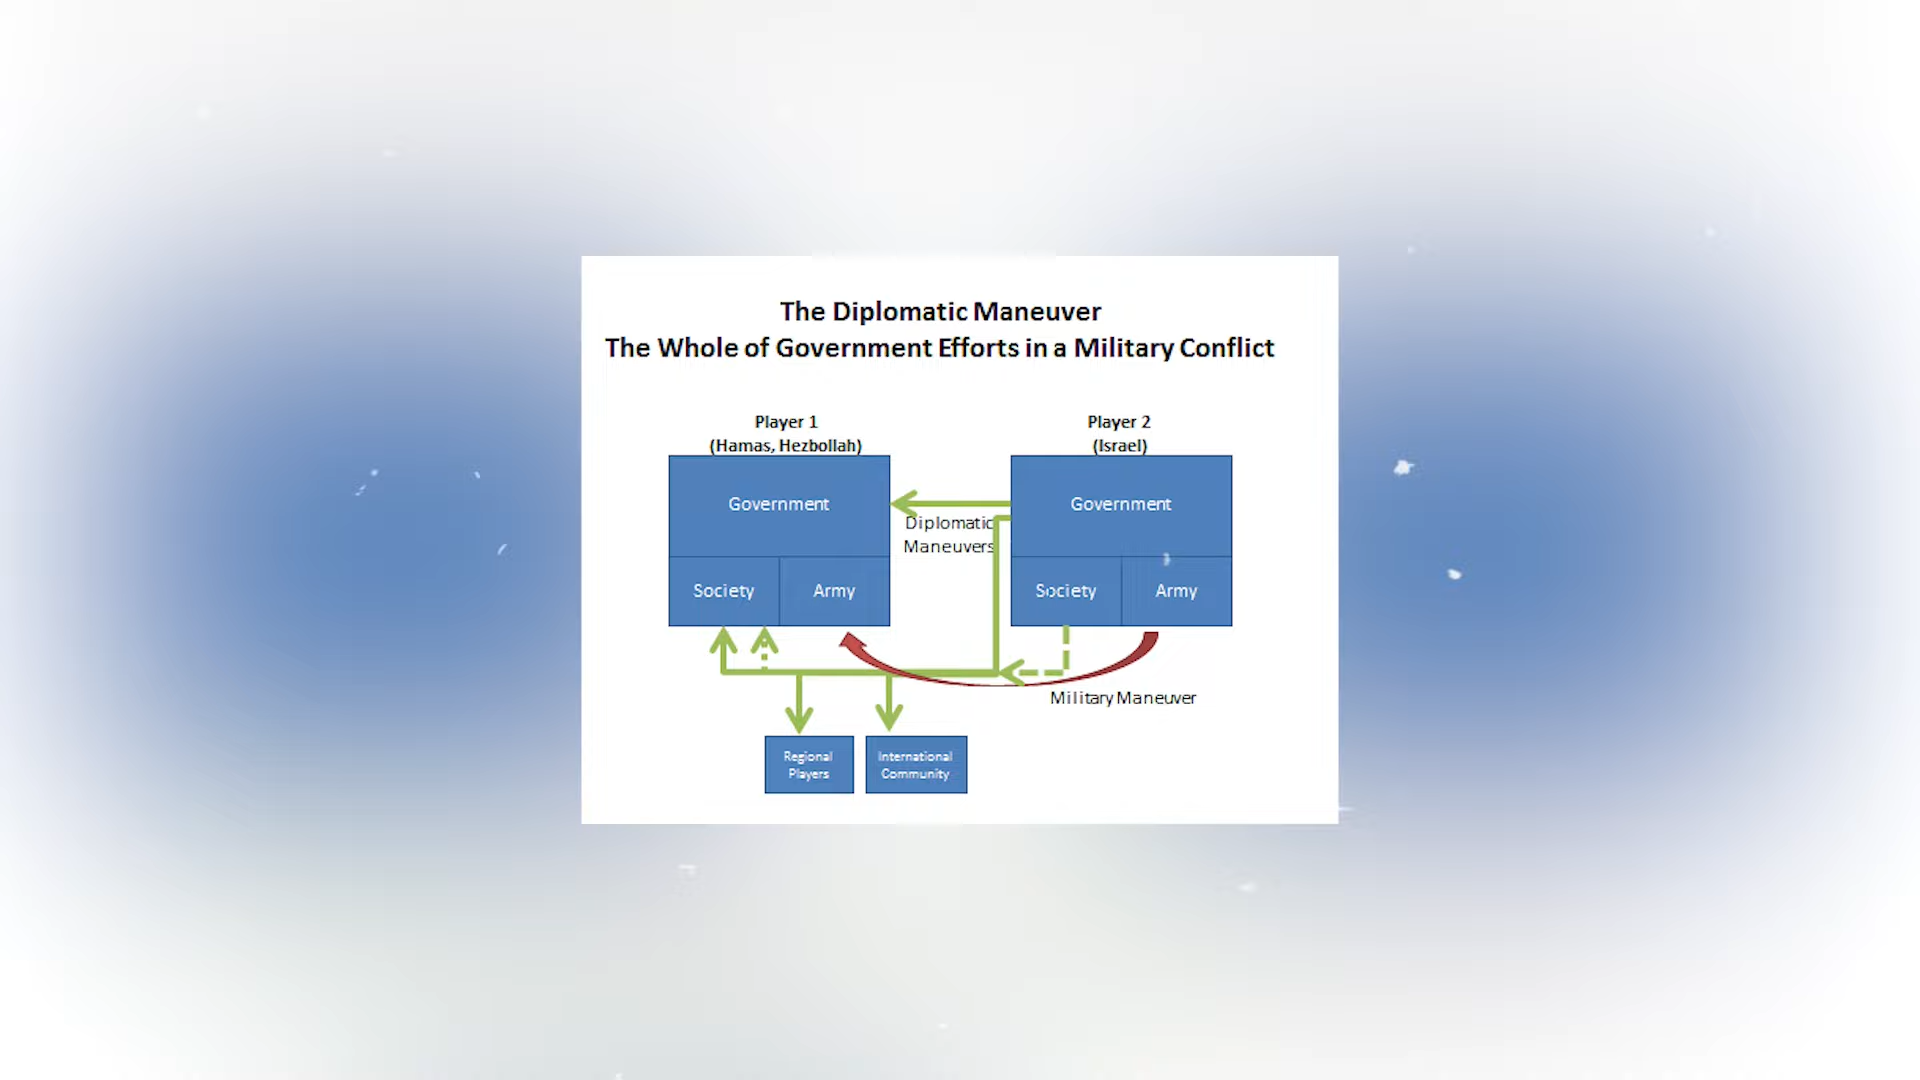 The Diplomatic Maneuver
The Whole of Government Efforts in a Military Conflict
Player 1
(Hamas, Hezbollah)
Player 2
(Israel)
Government
Government
Diplomatic
Maneuvers
Society
Army
Society
Army
Military Maneuver
Regional
Players
International
Community